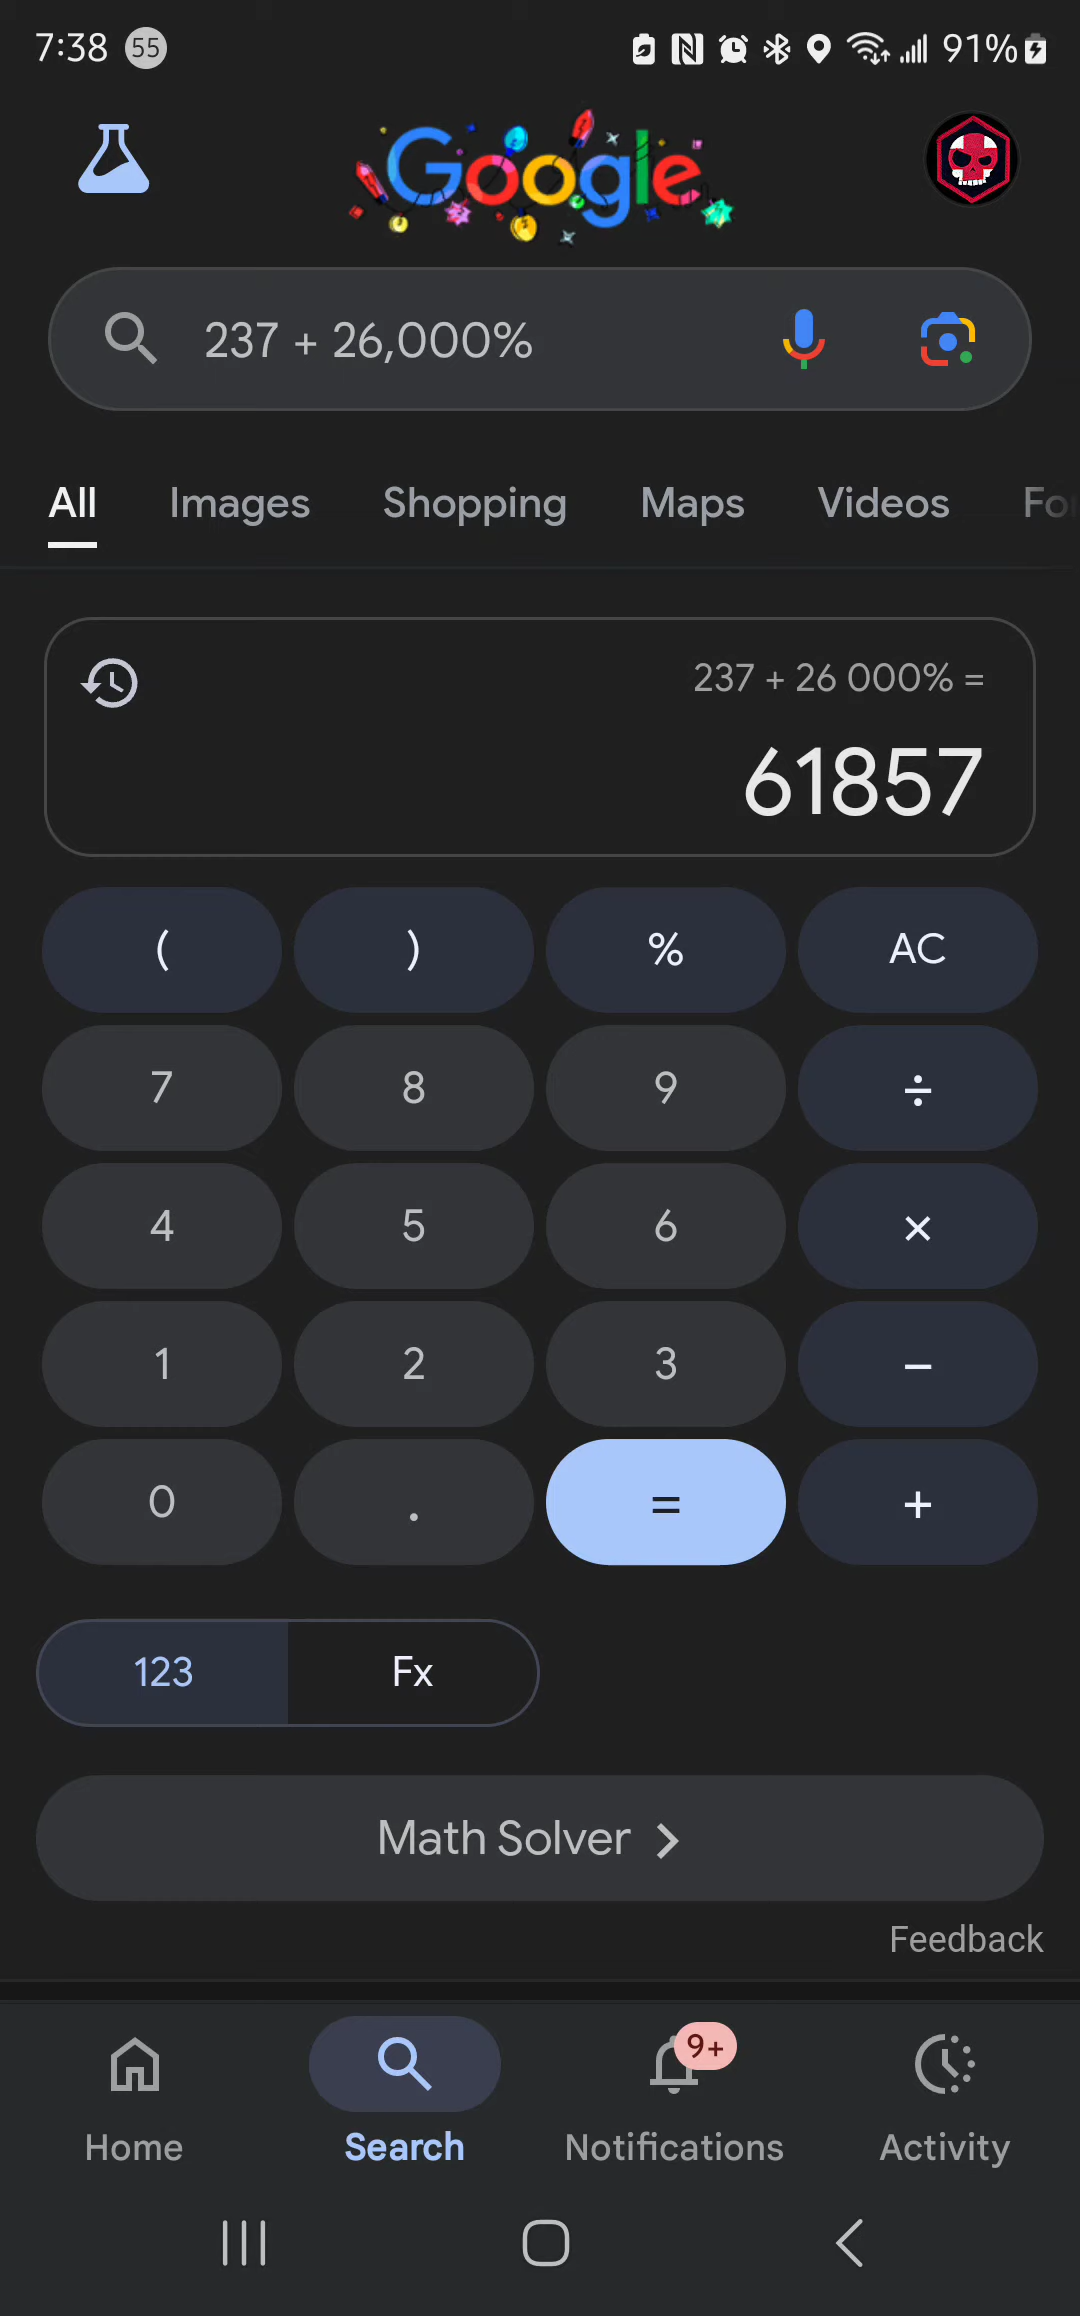 7:38 55 91%
Google
237 + 26,000%
All Images Shopping Maps Videos Fo
237 + 26 000% =
61857
( ) % AC
7 8 9 ÷
4 5 6 ×
1 2 3 −
0 . = +
123 Fx
Math Solver
Feedback
9+
Home Search Notifications Activity